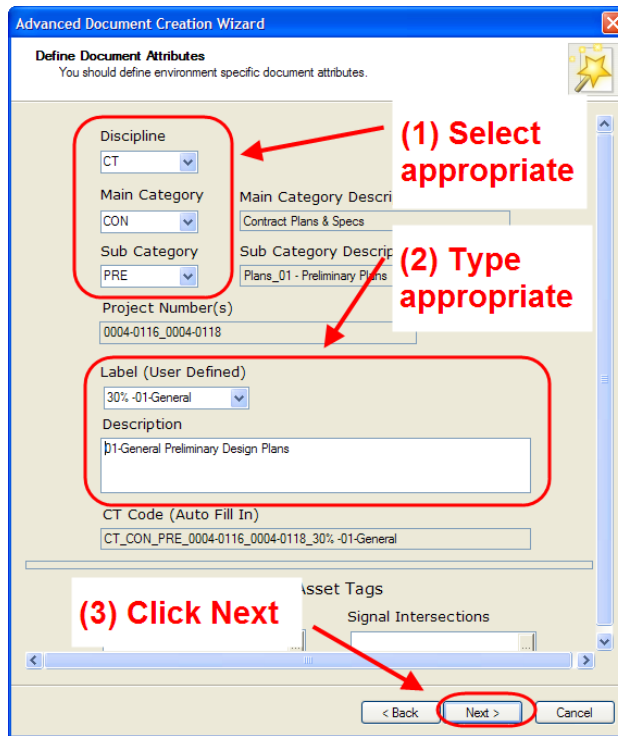 Advanced Document Creation Wizard
Define Document Attributes
You should define environment specific document attributes.
(1) Select
appropriate
Discipline
CT
Main Category
Main Category Descri
CON
Contract Plans & Specs
Sub Category
Sub Category Descrip
PRE
Plans_01 - Preliminary Plans
(2) Type
appropriate
Project Number(s)
0004-0116_0004-0118
Label (User Defined)
30% -01-General
Description
01-General Preliminary Design Plans
CT Code (Auto Fill In)
CT_CON_PRE_0004-0116_0004-0118_30% -01-General
Asset Tags
(3) Click Next
Signal Intersections
...
...
< Back
Next >
Cancel